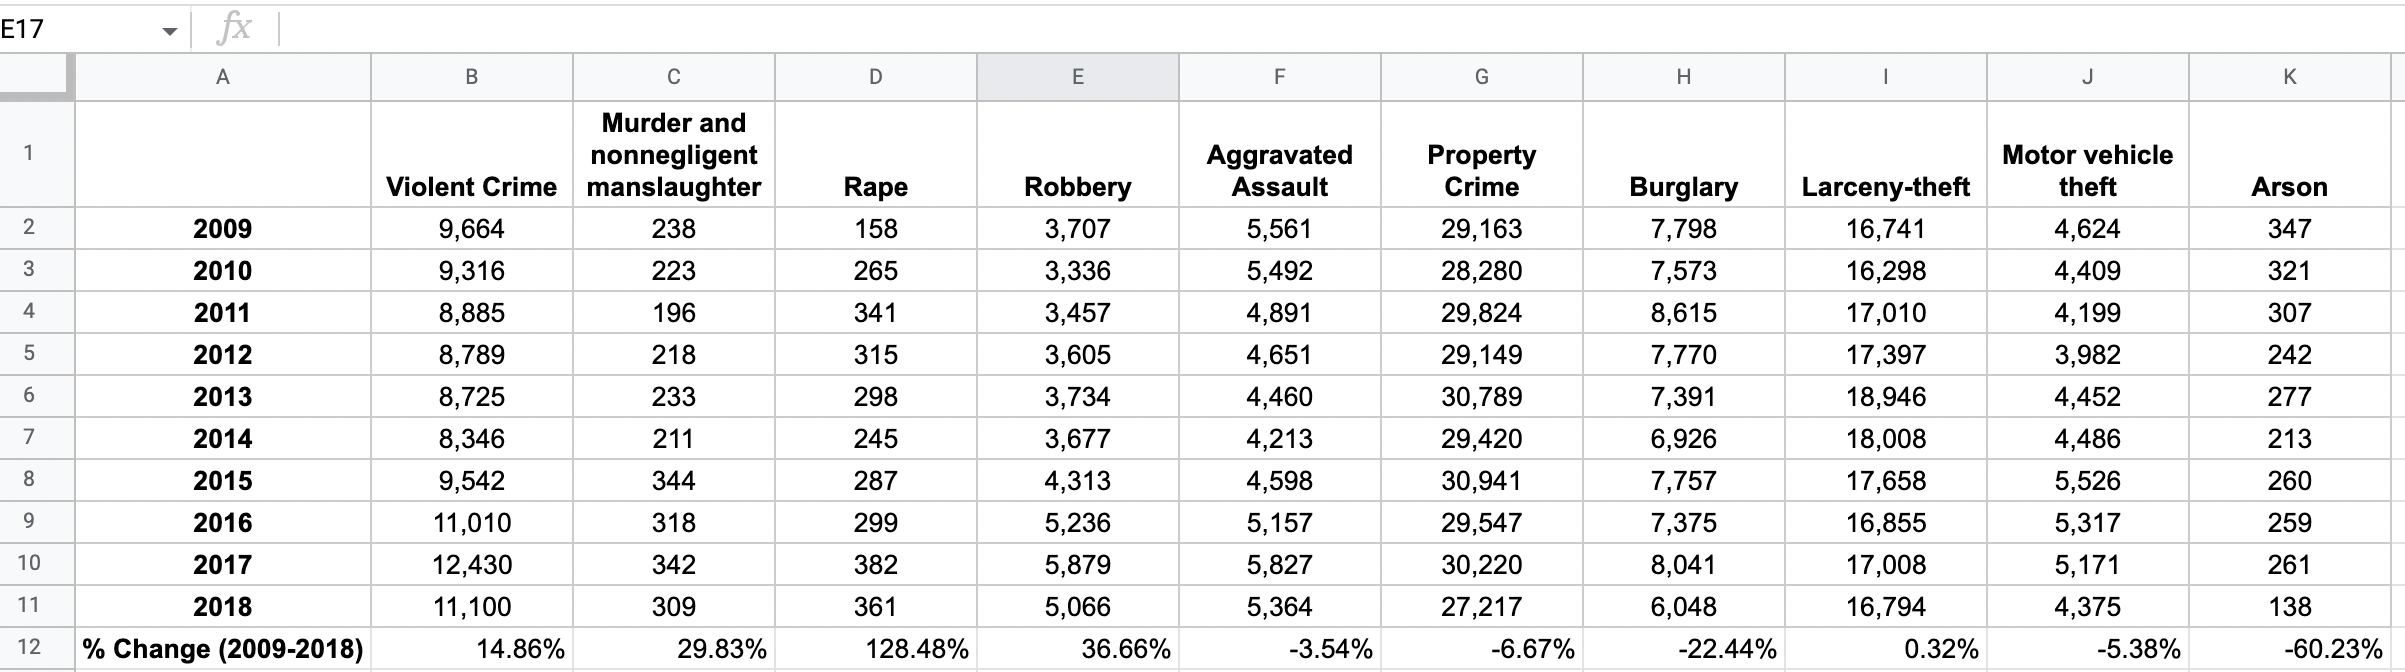 E17 fx
A B C D E F G H I J K
1 Violent Crime Murder and nonnegligent manslaughter Rape Robbery Aggravated Assault Property Crime Burglary Larceny-theft Motor vehicle theft Arson
2 2009 9,664 238 158 3,707 5,561 29,163 7,798 16,741 4,624 347
3 2010 9,316 223 265 3,336 5,492 28,280 7,573 16,298 4,409 321
4 2011 8,885 196 341 3,457 4,891 29,824 8,615 17,010 4,199 307
5 2012 8,789 218 315 3,605 4,651 29,149 7,770 17,397 3,982 242
6 2013 8,725 233 298 3,734 4,460 30,789 7,391 18,946 4,452 277
7 2014 8,346 211 245 3,677 4,213 29,420 6,926 18,008 4,486 213
8 2015 9,542 344 287 4,313 4,598 30,941 7,757 17,658 5,526 260
9 2016 11,010 318 299 5,236 5,157 29,547 7,375 16,855 5,317 259
10 2017 12,430 342 382 5,879 5,827 30,220 8,041 17,008 5,171 261
11 2018 11,100 309 361 5,066 5,364 27,217 6,048 16,794 4,375 138
12 % Change (2009-2018) 14.86% 29.83% 128.48% 36.66% -3.54% -6.67% -22.44% 0.32% -5.38% -60.23%